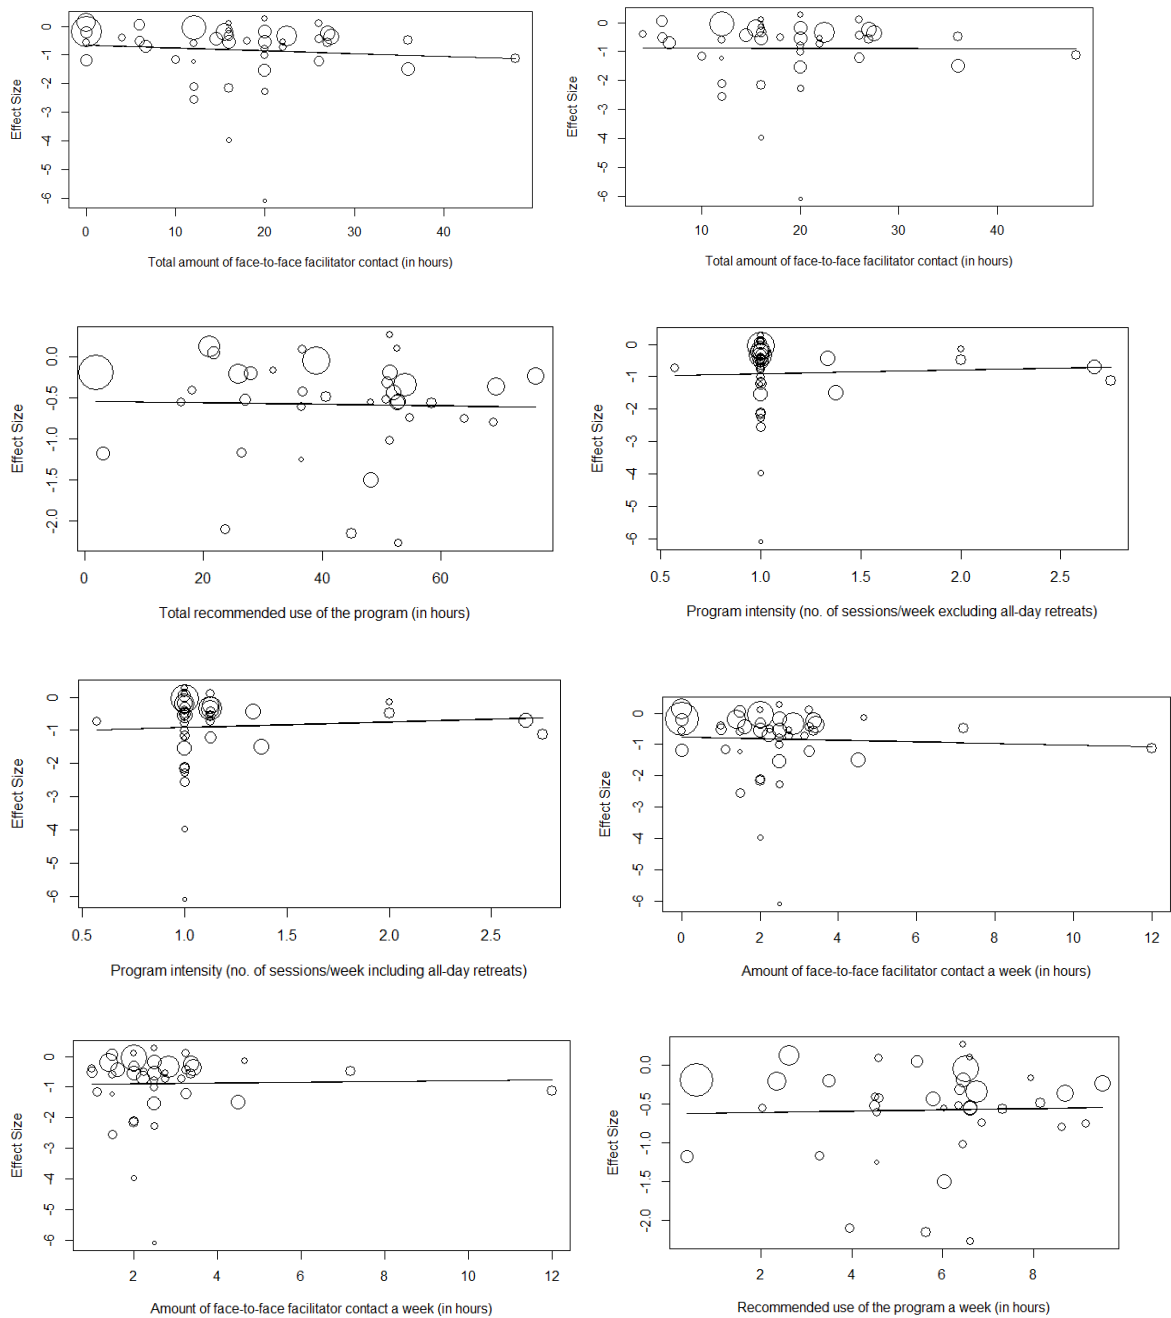 0
-1
-2
-3
-4
-5
-6
Effect Size
0 10 20 30 40
Total amount of face-to-face facilitator contact (in hours)
0
-1
-2
-3
-4
-5
-6
Effect Size
10 20 30 40
Total amount of face-to-face facilitator contact (in hours)
0.0
-0.5
-1.0
-1.5
-2.0
Effect Size
0 20 40 60
Total recommended use of the program (in hours)
0
-1
-2
-3
-4
-5
-6
Effect Size
0.5 1.0 1.5 2.0 2.5
Program intensity (no. of sessions/week excluding all-day retreats)
0
-1
-2
-3
-4
-5
-6
Effect Size
0.5 1.0 1.5 2.0 2.5
Program intensity (no. of sessions/week including all-day retreats)
0
-1
-2
-3
-4
-5
-6
Effect Size
0 2 4 6 8 10 12
Amount of face-to-face facilitator contact a week (in hours)
0
-1
-2
-3
-4
-5
-6
Effect Size
2 4 6 8 10 12
Amount of face-to-face facilitator contact a week (in hours)
0.0
-0.5
-1.0
-1.5
-2.0
Effect Size
2 4 6 8
Recommended use of the program a week (in hours)